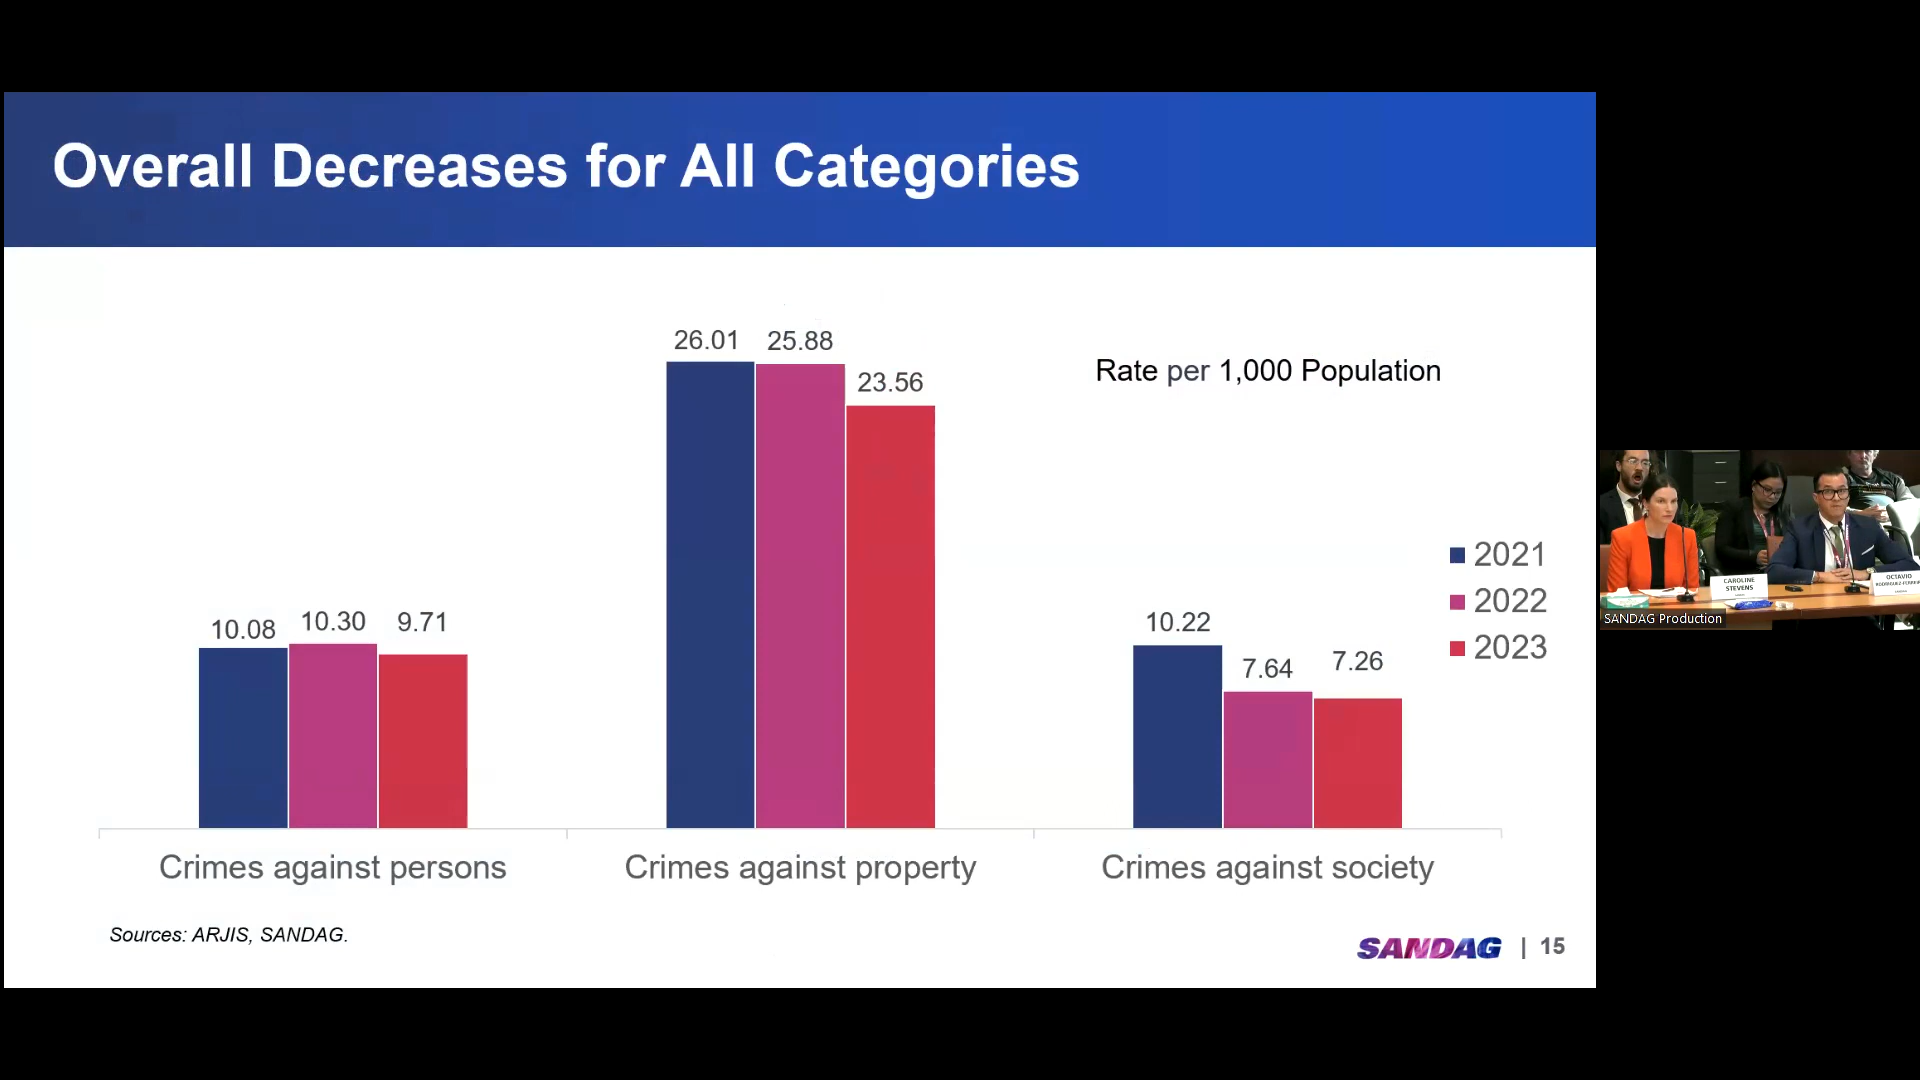 Overall Decreases for All Categories
26.01 25.88
23.56
Rate per 1,000 Population
10.08 10.30 9.71
10.22
7.64 7.26
2021
2022
2023
Crimes against persons
Crimes against property
Crimes against society
Sources: ARJIS, SANDAG.
SANDAG | 15
CAROLINE
STEVENS
OCTAVIO
SANDAG Production